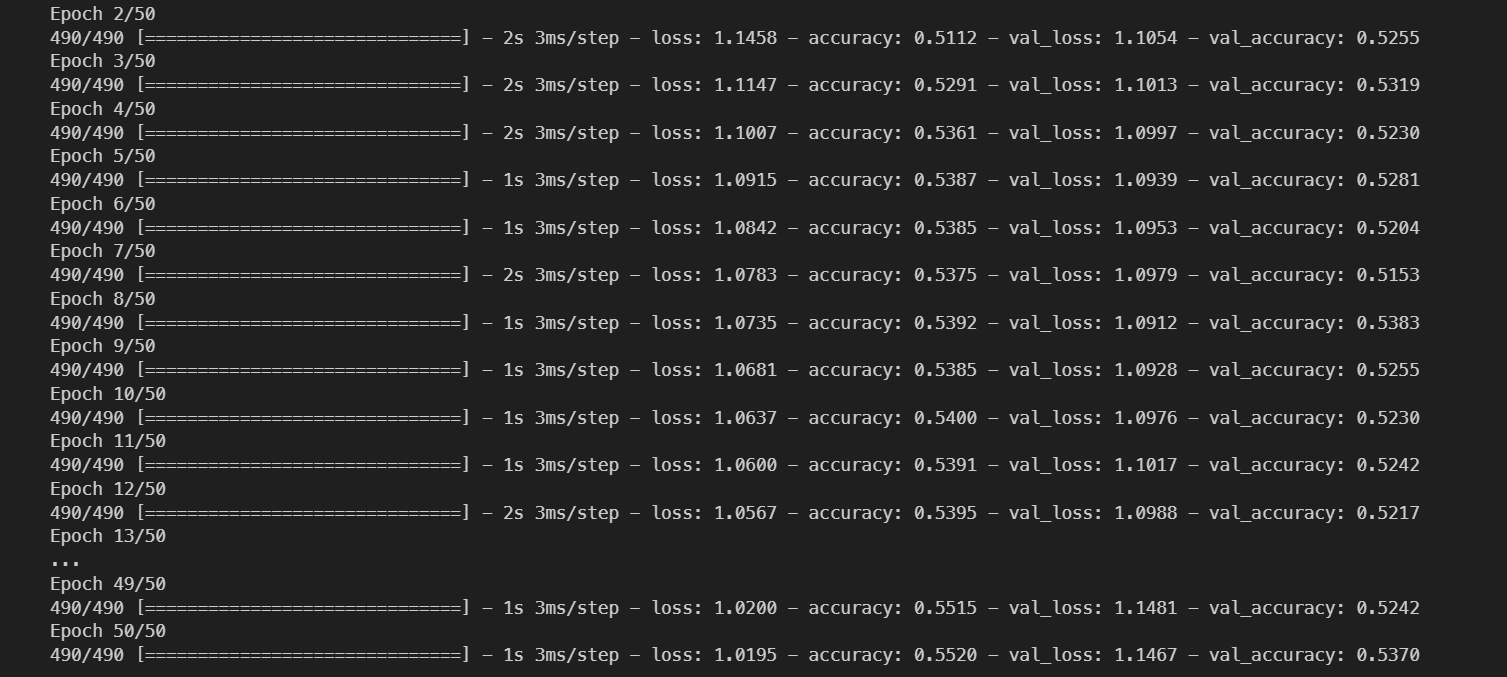 Epoch 2/50
490/490 [==============================] - 2s 3ms/step - loss: 1.1458 - accuracy: 0.5112 - val_loss: 1.1054 - val_accuracy: 0.5255
Epoch 3/50
490/490 [==============================] - 2s 3ms/step - loss: 1.1147 - accuracy: 0.5291 - val_loss: 1.1013 - val_accuracy: 0.5319
Epoch 4/50
490/490 [==============================] - 2s 3ms/step - loss: 1.1007 - accuracy: 0.5361 - val_loss: 1.0997 - val_accuracy: 0.5230
Epoch 5/50
490/490 [==============================] - 1s 3ms/step - loss: 1.0915 - accuracy: 0.5387 - val_loss: 1.0939 - val_accuracy: 0.5281
Epoch 6/50
490/490 [==============================] - 1s 3ms/step - loss: 1.0842 - accuracy: 0.5385 - val_loss: 1.0953 - val_accuracy: 0.5204
Epoch 7/50
490/490 [==============================] - 2s 3ms/step - loss: 1.0783 - accuracy: 0.5375 - val_loss: 1.0979 - val_accuracy: 0.5153
Epoch 8/50
490/490 [==============================] - 1s 3ms/step - loss: 1.0735 - accuracy: 0.5392 - val_loss: 1.0912 - val_accuracy: 0.5383
Epoch 9/50
490/490 [==============================] - 1s 3ms/step - loss: 1.0681 - accuracy: 0.5385 - val_loss: 1.0928 - val_accuracy: 0.5255
Epoch 10/50
490/490 [==============================] - 1s 3ms/step - loss: 1.0637 - accuracy: 0.5400 - val_loss: 1.0976 - val_accuracy: 0.5230
Epoch 11/50
490/490 [==============================] - 1s 3ms/step - loss: 1.0600 - accuracy: 0.5391 - val_loss: 1.1017 - val_accuracy: 0.5242
Epoch 12/50
490/490 [==============================] - 2s 3ms/step - loss: 1.0567 - accuracy: 0.5395 - val_loss: 1.0988 - val_accuracy: 0.5217
Epoch 13/50
...
Epoch 49/50
490/490 [==============================] - 1s 3ms/step - loss: 1.0200 - accuracy: 0.5515 - val_loss: 1.1481 - val_accuracy: 0.5242
Epoch 50/50
490/490 [==============================] - 1s 3ms/step - loss: 1.0195 - accuracy: 0.5520 - val_loss: 1.1467 - val_accuracy: 0.5370